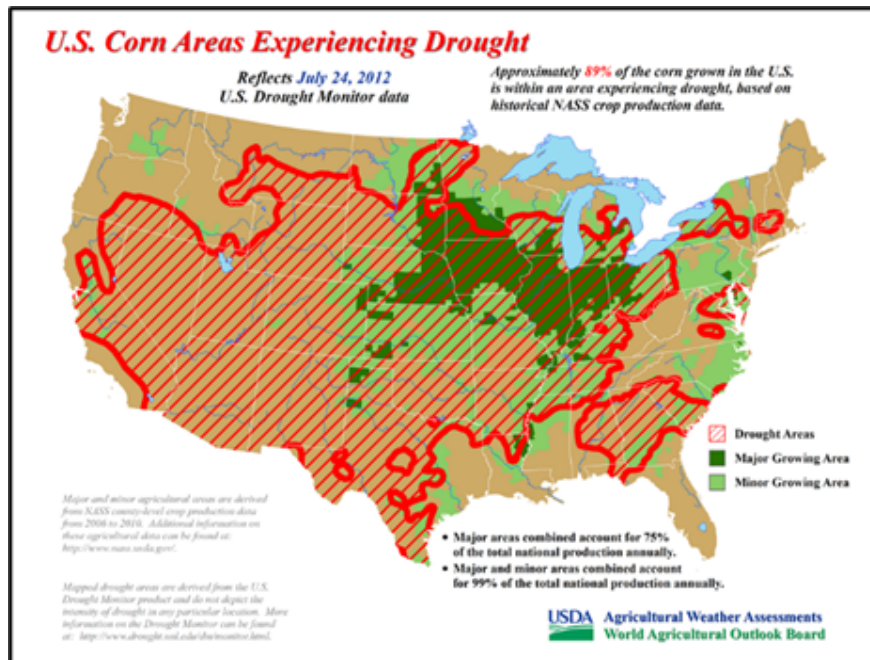 U.S. Corn Areas Experiencing Drought
Reflects July 24, 2012
U.S. Drought Monitor data
Approximately 89% of the corn grown in the U.S.
is within an area experiencing drought, based on
historical NASS crop production data.
Drought Areas
Major Growing Area
Minor Growing Area
Major and minor agricultural areas are derived
from NASS county-level crop production data
from 2006 to 2010. Additional information on
these agricultural data can be found at:
http://www.nass.usda.gov/.
• Major areas combined account for 75%
of the total national production annually.
• Major and minor areas combined account
for 99% of the total national production annually.
Mapped drought areas are derived from the U.S.
Drought Monitor product and do not depict the
intensity of drought in any particular location. More
information on the Drought Monitor can be found
at: http://www.drought.unl.edu/dm/monitor.html.
USDA Agricultural Weather Assessments
World Agricultural Outlook Board